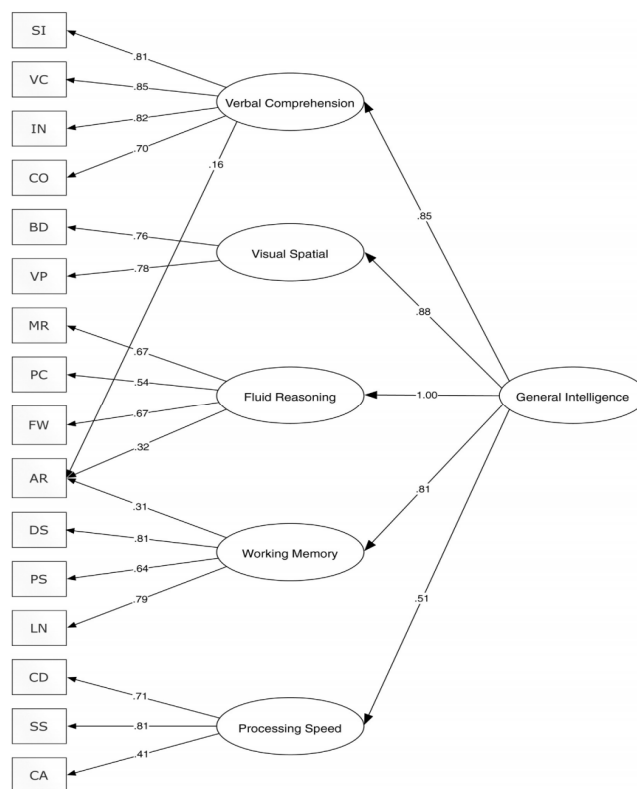 SI
.81
VC
.85
Verbal Comprehension
IN
.82
CO
.70
.16
.85
BD
.76
Visual Spatial
VP
.78
.88
MR
.67
PC
.54
Fluid Reasoning
1.00
General Intelligence
FW
.67
.32
AR
.31
.81
DS
.81
Working Memory
PS
.64
LN
.79
.51
CD
.71
SS
.81
Processing Speed
CA
.41